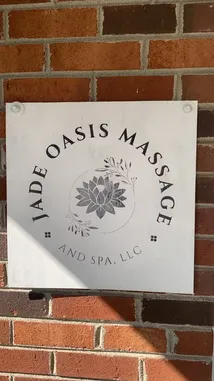 JADE OASIS MASSAGE
AND SPA, LLC